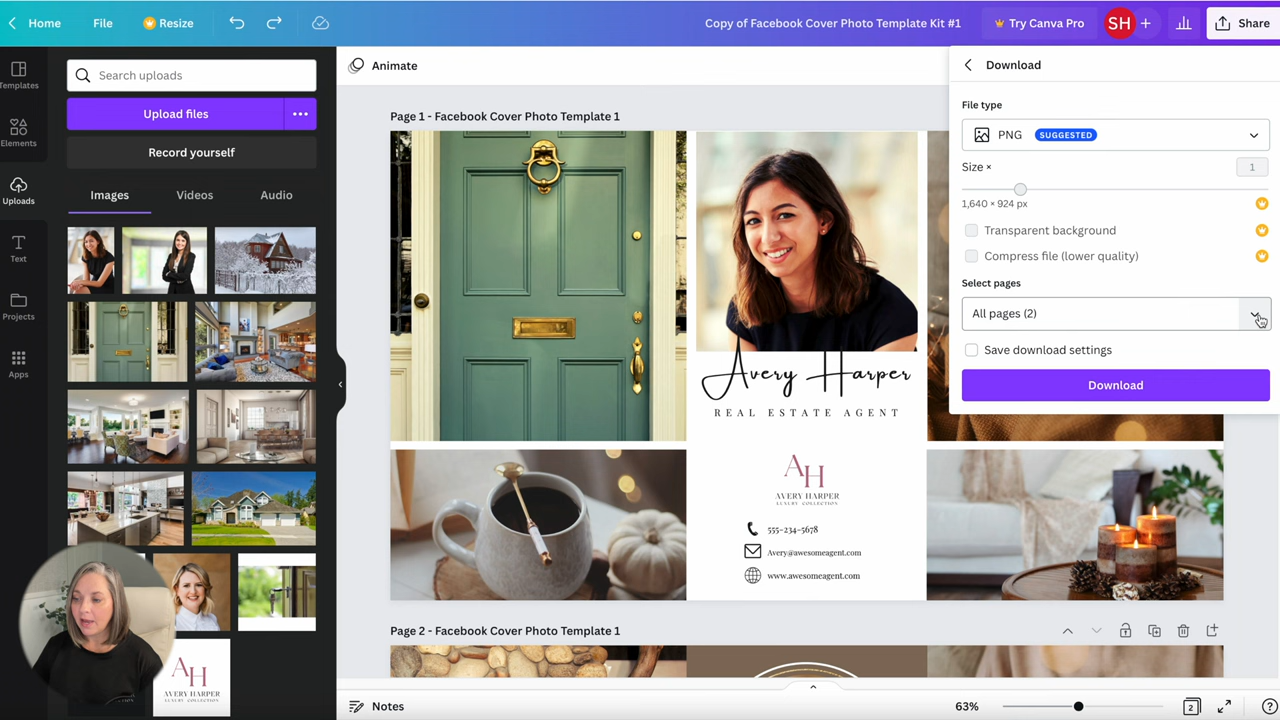 Home
File
Resize
Copy of Facebook Cover Photo Template Kit #1
Try Canva Pro
SH
+
Share
Templates
Elements
Uploads
Text
Projects
Apps
Search uploads
Upload files
Record yourself
Images
Videos
Audio
AH
AVERY HARPER
LUXURY COLLECTION
Animate
Page 1 - Facebook Cover Photo Template 1
Avery Harper
REAL ESTATE AGENT
AH
AVERY HARPER
LUXURY COLLECTION
555-234-5678
Avery@awesomeagent.com
www.awesomeagent.com
Page 2 - Facebook Cover Photo Template 1
Notes
63%
2
?
Download
File type
PNG SUGGESTED
Size ×
1
1,640 × 924 px
Transparent background
Compress file (lower quality)
Select pages
All pages (2)
Save download settings
Download